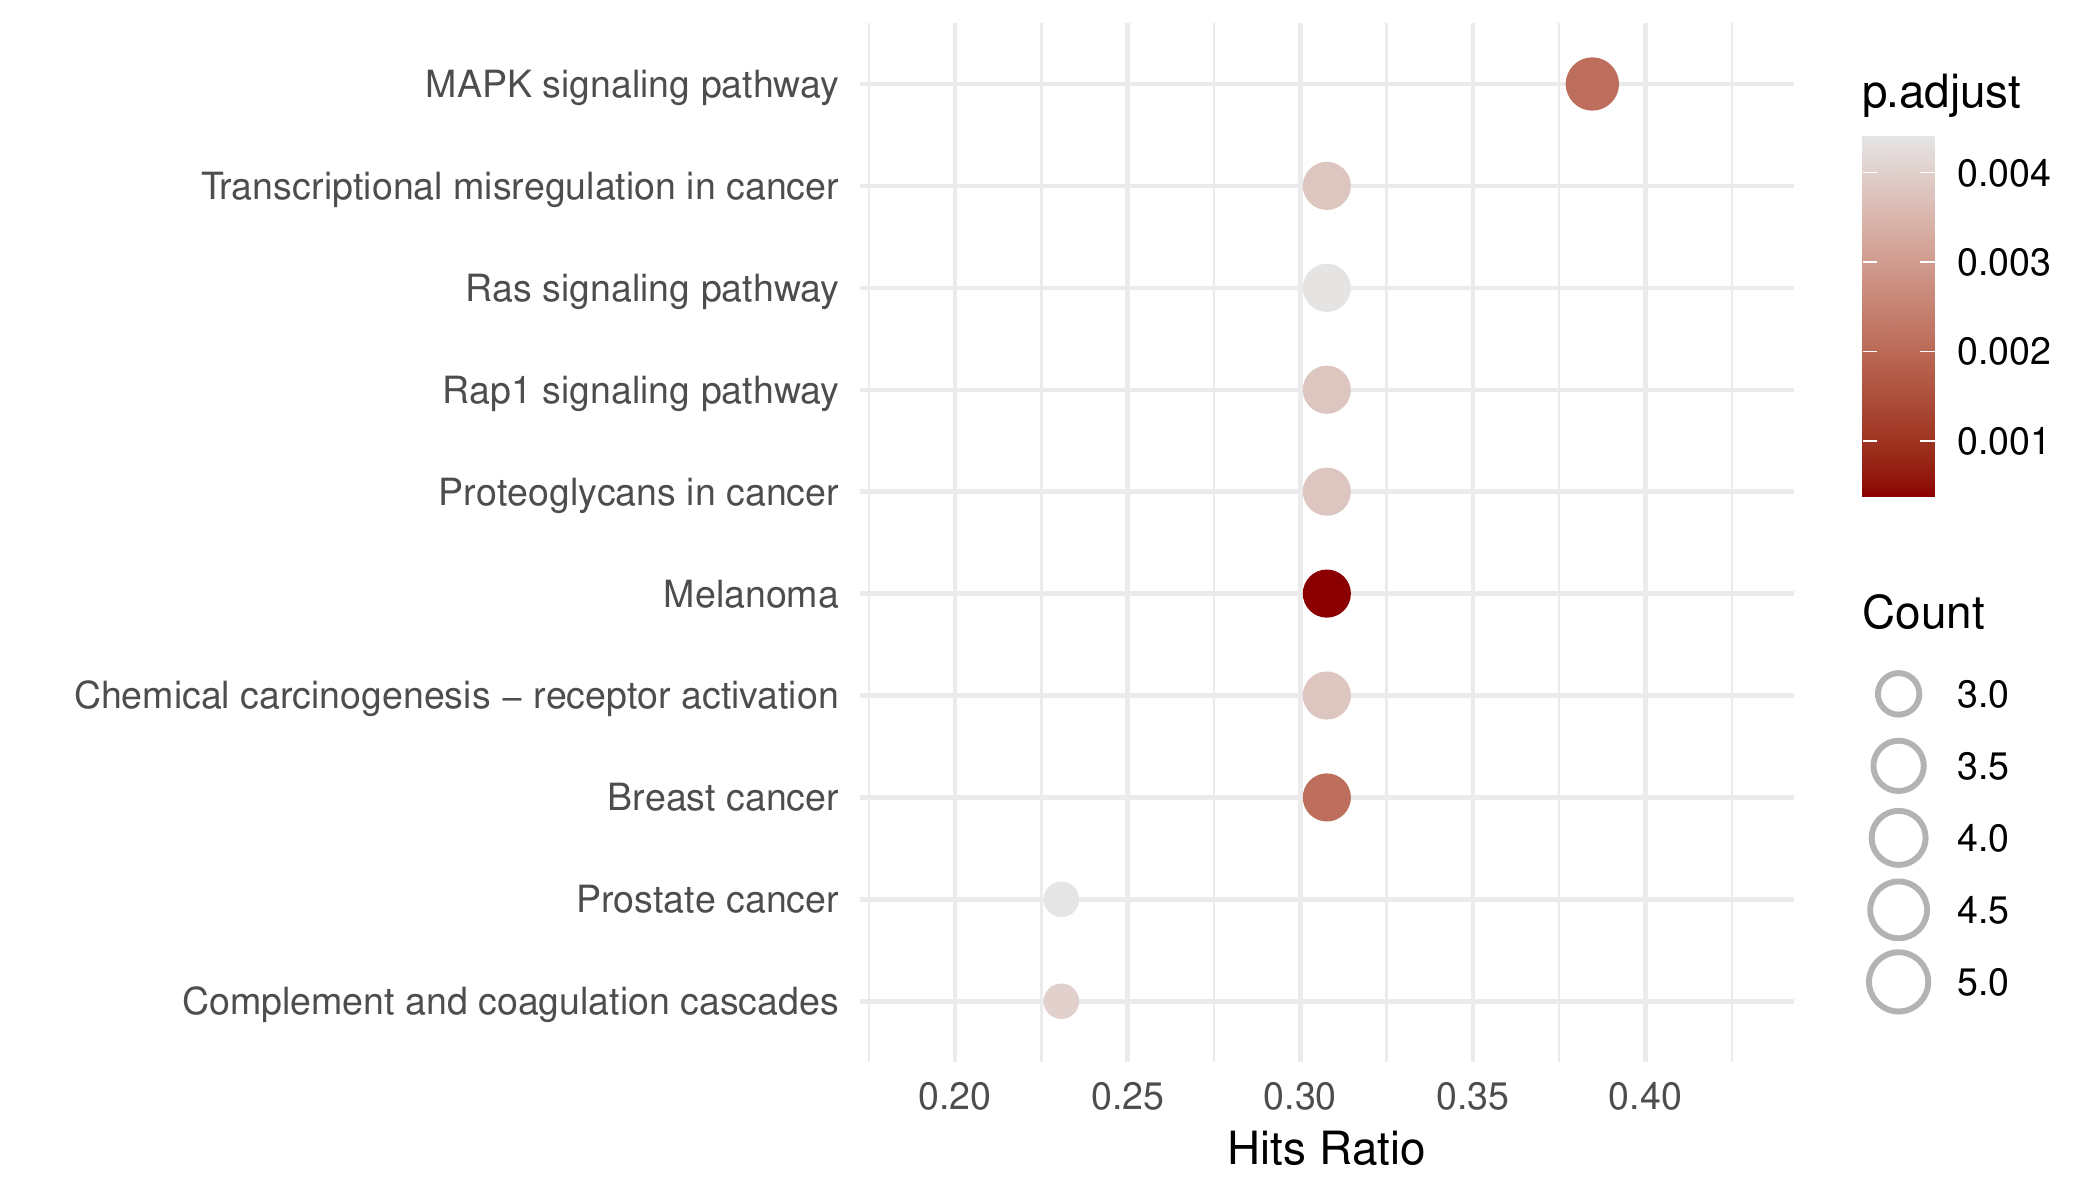 MAPK signaling pathway
Transcriptional misregulation in cancer
Ras signaling pathway
Rap1 signaling pathway
Proteoglycans in cancer
Melanoma
Chemical carcinogenesis − receptor activation
Breast cancer
Prostate cancer
Complement and coagulation cascades
0.20 0.25 0.30 0.35 0.40
Hits Ratio
p.adjust
0.004
0.003
0.002
0.001
Count
3.0
3.5
4.0
4.5
5.0